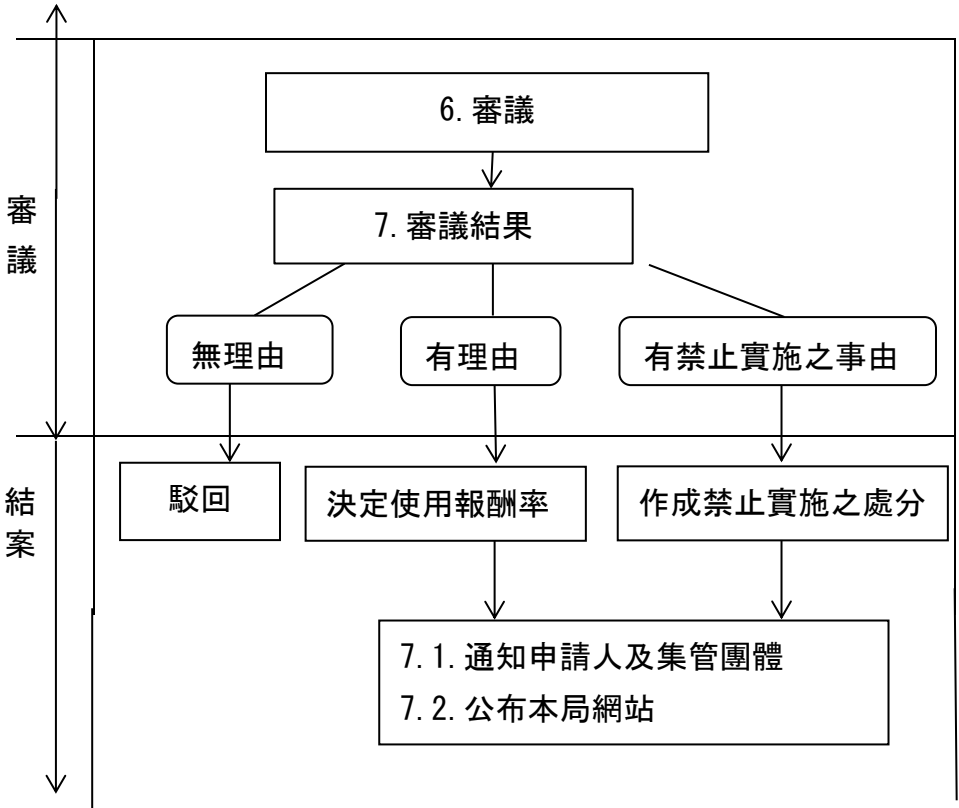 6. 審議
7. 審議結果
審議
無理由
有理由
有禁止實施之事由
結案
駁回
決定使用報酬率
作成禁止實施之處分
7.1. 通知申請人及集管團體
7.2. 公布本局網站